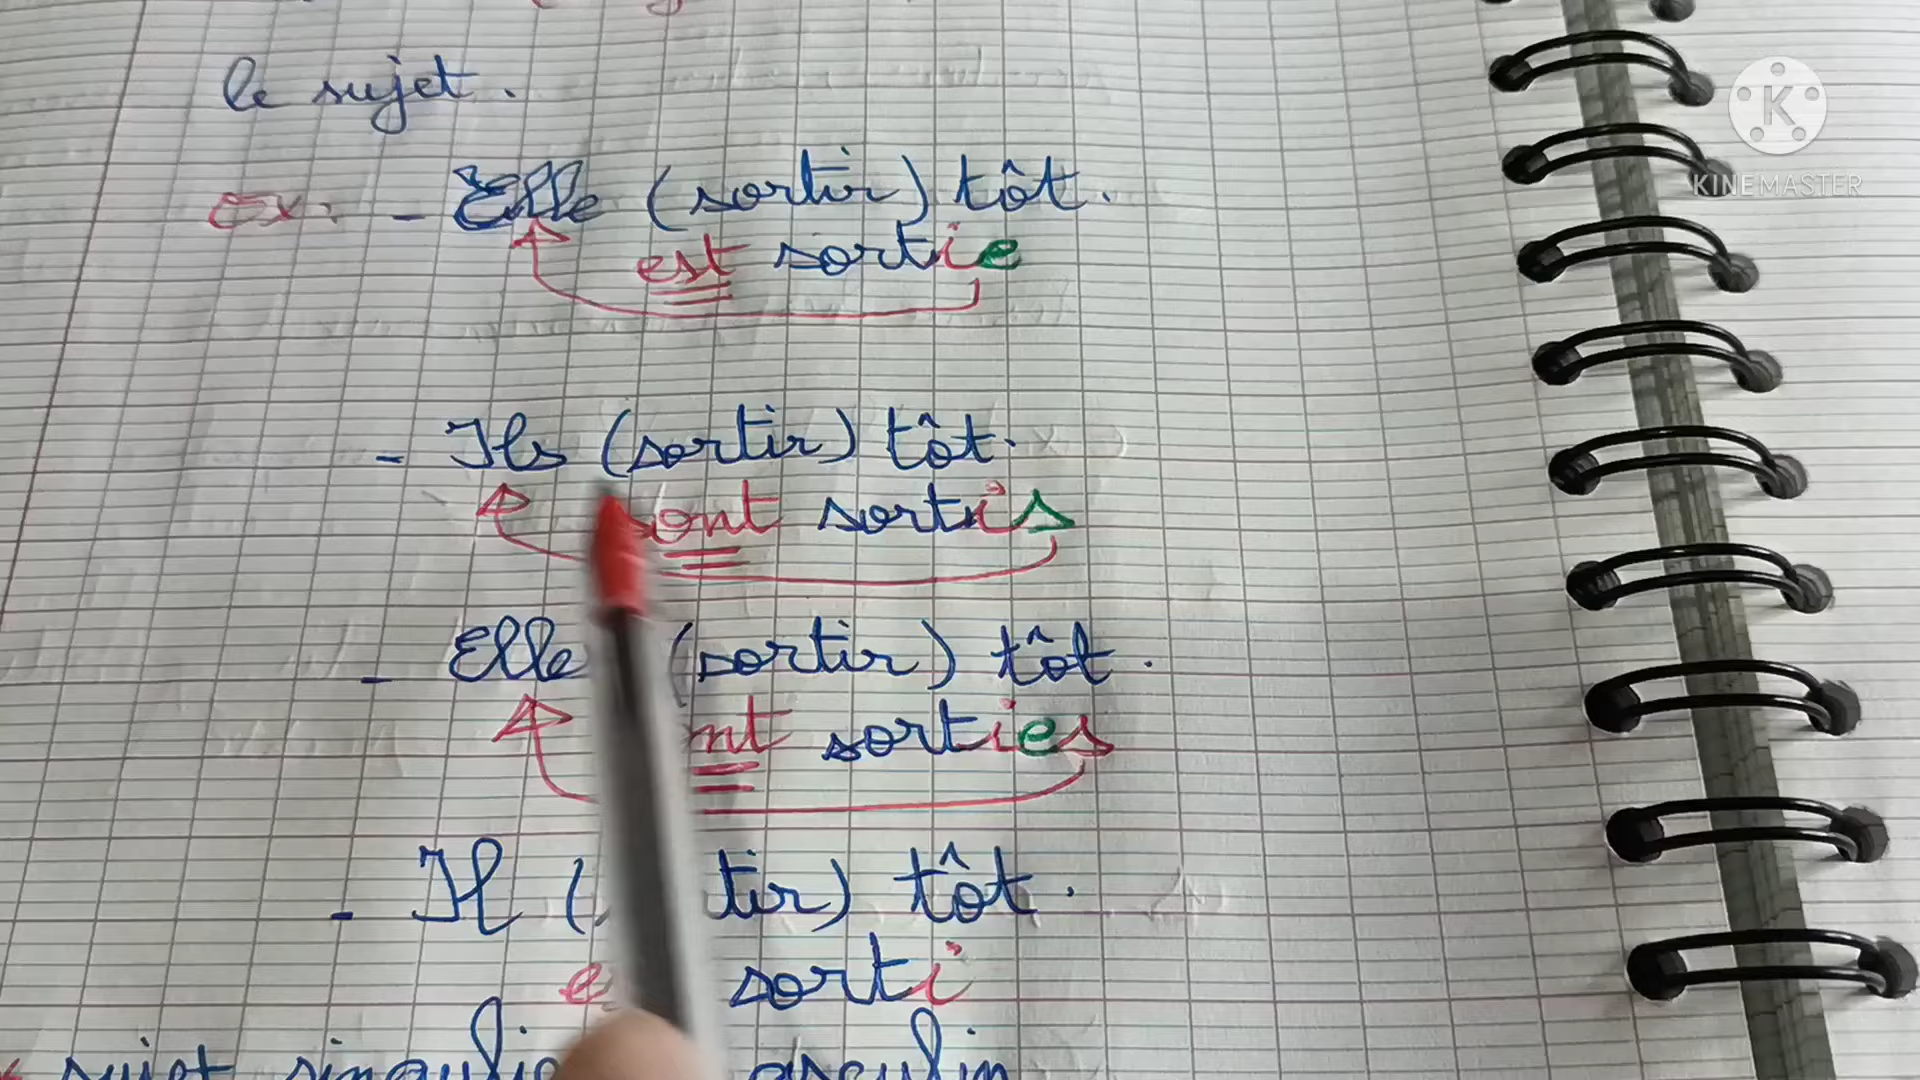 le sujet.
Ex: - Elle (sortir) tôt.
est sortie
- Ils (sortir) tôt.
sont sortis
- Elle (sortir) tôt.
sorties
- Il tôt.
sorti
sujet
KINEMASTER